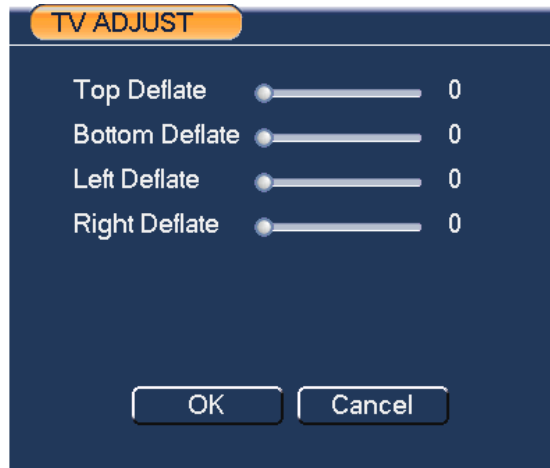 TV ADJUST
Top Deflate 0
Bottom Deflate 0
Left Deflate 0
Right Deflate 0
OK Cancel